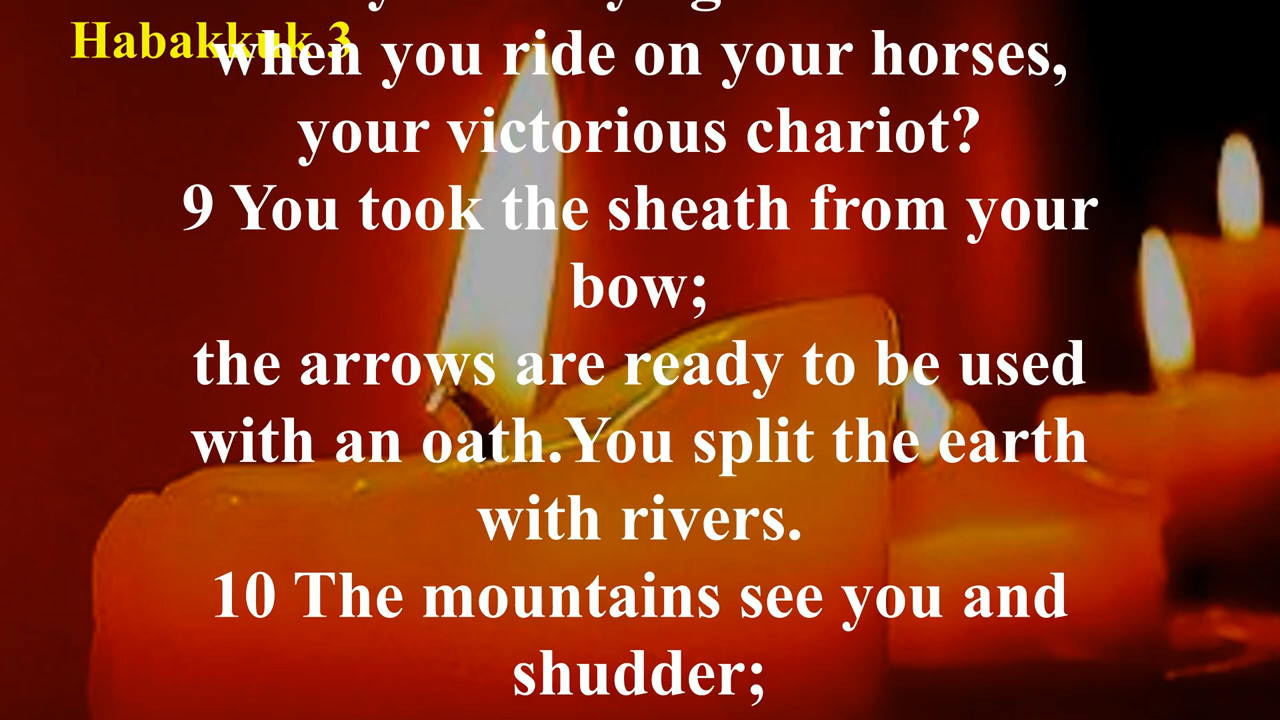 Habakkuk 3
when you ride on your horses,
your victorious chariot?
9 You took the sheath from your
bow;
the arrows are ready to be used
with an oath.You split the earth
with rivers.
10 The mountains see you and
shudder;